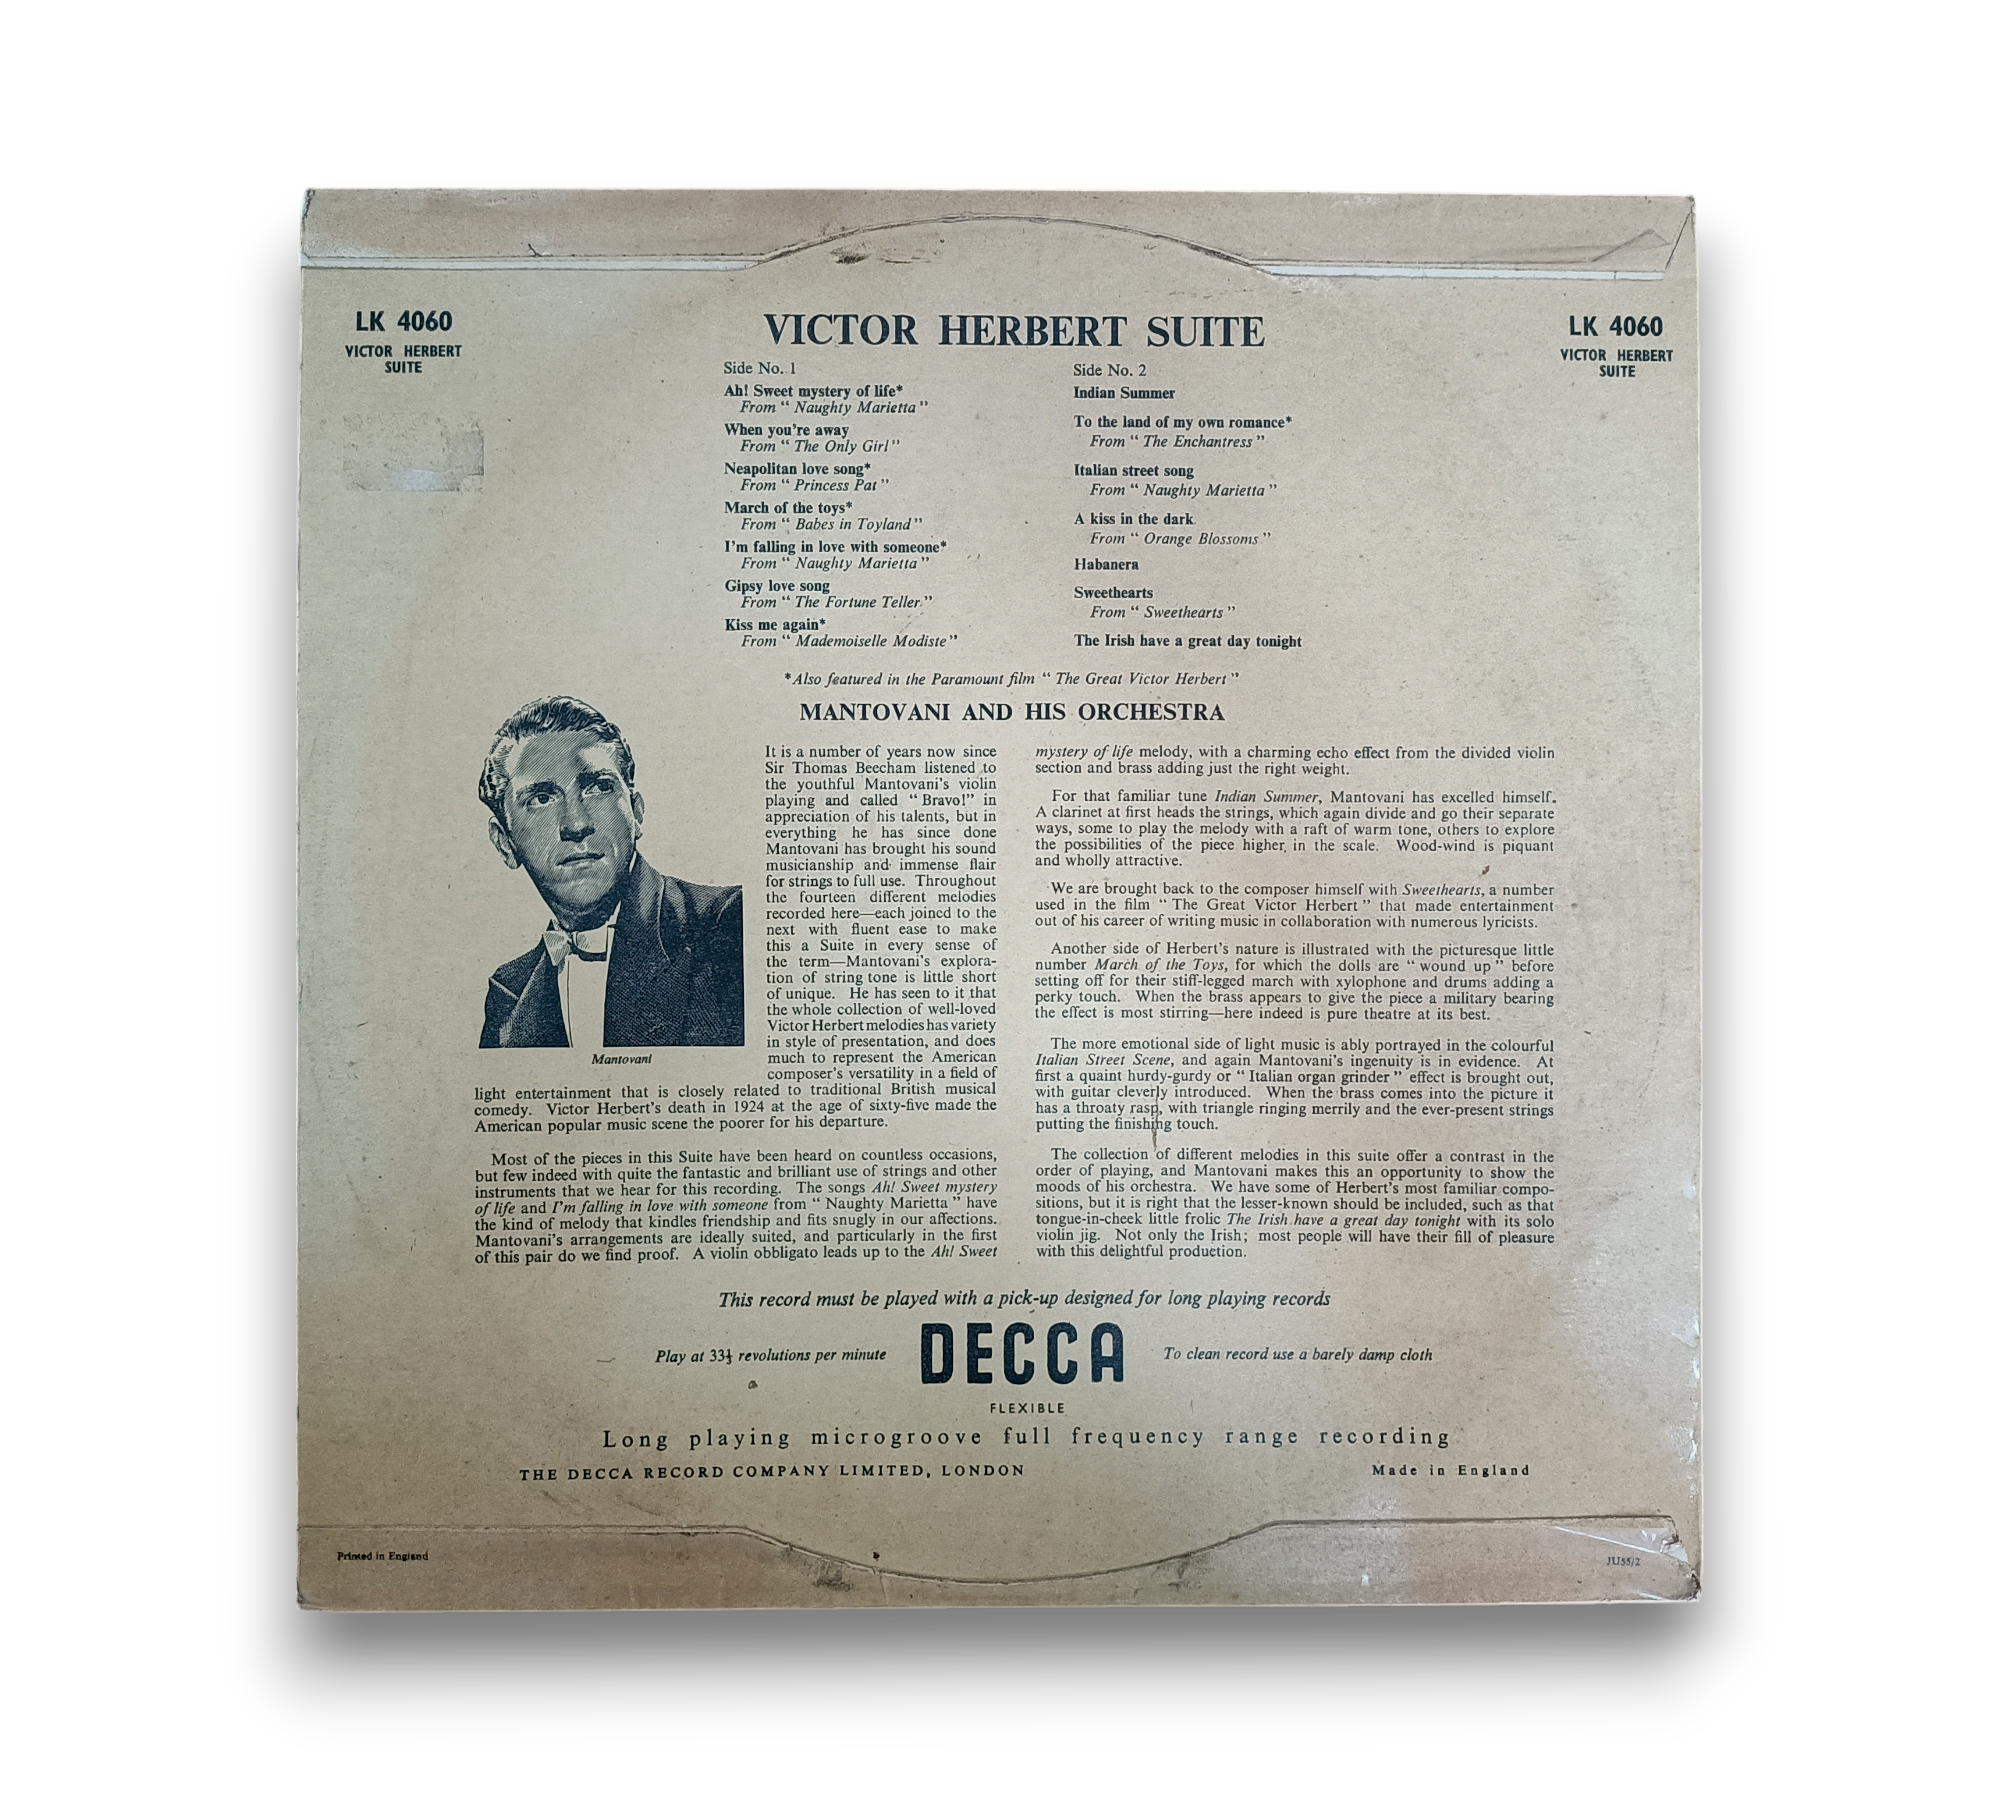 LK 4060
VICTOR HERBERT
SUITE
VICTOR HERBERT SUITE
LK 4060
VICTOR HERBERT
SUITE
Side No. 1
Ah! Sweet mystery of life*
From “ Naughty Marietta ”
When you're away
From “ The Only Girl ”
Neapolitan love song*
From “ Princess Pat ”
March of the toys*
From “ Babes in Toyland ”
I'm falling in love with someone*
From “ Naughty Marietta ”
Gipsy love song
From “ The Fortune Teller ”
Kiss me again*
From “ Mademoiselle Modiste ”
Side No. 2
Indian Summer
To the land of my own romance*
From “ The Enchantress ”
Italian street song
From “ Naughty Marietta ”
A kiss in the dark
From “ Orange Blossoms ”
Habanera
Sweethearts
From “ Sweethearts ”
The Irish have a great day tonight
*Also featured in the Paramount film “ The Great Victor Herbert ”
MANTOVANI AND HIS ORCHESTRA
Mantovani
It is a number of years now since
Sir Thomas Beecham listened to
the youthful Mantovani's violin
playing and called “ Bravo!” in
appreciation of his talents, but in
everything he has since done
Mantovani has brought his sound
musicianship and immense flair
for strings to full use. Throughout
the fourteen different melodies
recorded here—each joined to the
next with fluent ease to make
this a Suite in every sense of
the term—Mantovani's explora-
tion of string tone is little short
of unique. He has seen to it that
the whole collection of well-loved
Victor Herbert melodies has variety
in style of presentation, and does
much to represent the American
composer's versatility in a field of
light entertainment that is closely related to traditional British musical
comedy. Victor Herbert's death in 1924 at the age of sixty-five made the
American popular music scene the poorer for his departure.
Most of the pieces in this Suite have been heard on countless occasions,
but few indeed with quite the fantastic and brilliant use of strings and other
instruments that we hear for this recording. The songs Ah! Sweet mystery
of life and I'm falling in love with someone from “ Naughty Marietta ” have
the kind of melody that kindles friendship and fits snugly in our affections.
Mantovani's arrangements are ideally suited, and particularly in the first
of this pair do we find proof. A violin obbligato leads up to the Ah! Sweet
mystery of life melody, with a charming echo effect from the divided violin
section and brass adding just the right weight.
For that familiar tune Indian Summer, Mantovani has excelled himself.
A clarinet at first heads the strings, which again divide and go their separate
ways, some to play the melody with a raft of warm tone, others to explore
the possibilities of the piece higher in the scale. Wood-wind is piquant
and wholly attractive.
We are brought back to the composer himself with Sweethearts, a number
used in the film “ The Great Victor Herbert ” that made entertainment
out of his career of writing music in collaboration with numerous lyricists.
Another side of Herbert's nature is illustrated with the picturesque little
number March of the Toys, for which the dolls are “ wound up ” before
setting off for their stiff-legged march with xylophone and drums adding a
perky touch. When the brass appears to give the piece a military bearing
the effect is most stirring—here indeed is pure theatre at its best.
The more emotional side of light music is ably portrayed in the colourful
Italian Street Scene, and again Mantovani's ingenuity is in evidence. At
first a quaint hurdy-gurdy or “ Italian organ grinder ” effect is brought out,
with guitar cleverly introduced. When the brass comes into the picture it
has a throaty rasp, with triangle ringing merrily and the ever-present strings
putting the finishing touch.
The collection of different melodies in this suite offer a contrast in the
order of playing, and Mantovani makes this an opportunity to show the
moods of his orchestra. We have some of Herbert's most familiar compo-
sitions, but it is right that the lesser-known should be included, such as that
tongue-in-cheek little frolic The Irish have a great day tonight with its solo
violin jig. Not only the Irish; most people will have their fill of pleasure
with this delightful production.
This record must be played with a pick-up designed for long playing records
Play at 33⅓ revolutions per minute
DECCA
To clean record use a barely damp cloth
FLEXIBLE
Long playing microgroove full frequency range recording
THE DECCA RECORD COMPANY LIMITED, LONDON
Made in England
Printed in England
JU55/2